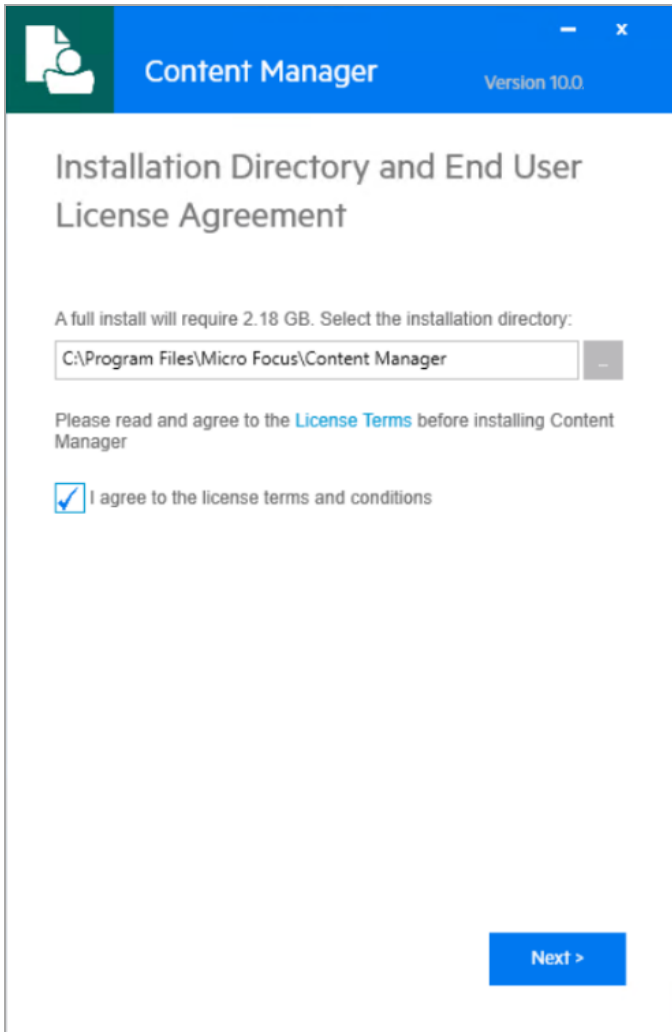 Content Manager
Version 10.0.
Installation Directory and End User
License Agreement
A full install will require 2.18 GB. Select the installation directory:
C:\Program Files\Micro Focus\Content Manager
...
Please read and agree to the License Terms before installing Content
Manager
I agree to the license terms and conditions
Next >